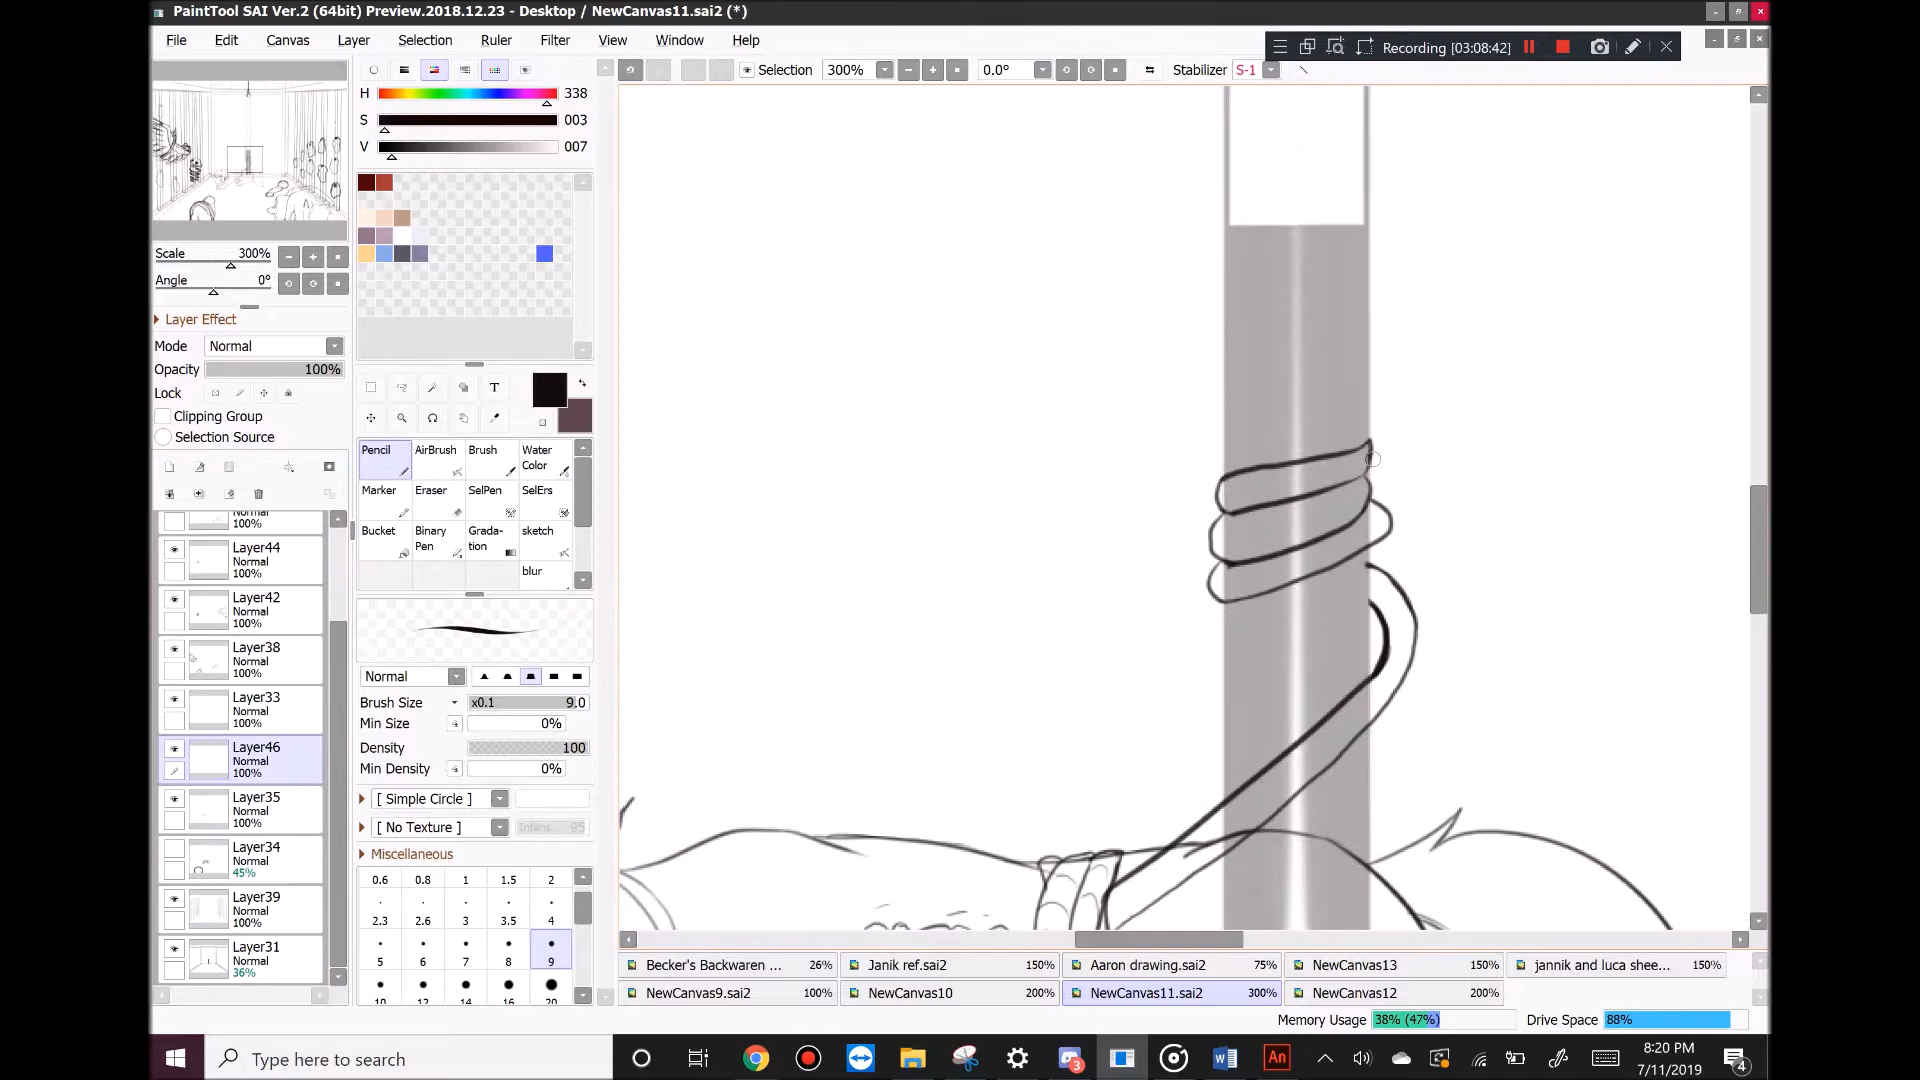 PaintTool SAI Ver.2 (64bit) Preview.2018.12.23 - Desktop / NewCanvas11.sai2 (*)
File Edit Canvas Layer Selection Ruler Filter View Window Help
Recording [03:08:42]
Selection 300% 0.0° Stabilizer S-1
H 338
S 003
V 007
Scale 300%
Angle 0°
Layer Effect
Mode Normal
Opacity 100%
Lock
Clipping Group
Selection Source
100%
Layer44
Normal
100%
Layer42
Normal
100%
Layer38
Normal
100%
Layer33
Normal
100%
Layer46
Normal
100%
Layer35
Normal
100%
Layer34
Normal
45%
Layer39
Normal
100%
Layer31
Normal
36%
T
Pencil AirBrush Brush Water Color
Marker Eraser SelPen SelErs
Bucket Binary Pen Grada-tion sketch
blur
Normal
Brush Size x0.1 9.0
Min Size 0%
Density 100
Min Density 0%
[ Simple Circle ]
[ No Texture ] Intens. 95
Miscellaneous
0.6 0.8 1 1.5 2
2.3 2.6 3 3.5 4
5 6 7 8 9
10 12 14 16 20
Becker's Backwaren ... 26% Janik ref.sai2 150% Aaron drawing.sai2 75% NewCanvas13 150% jannik and luca shee... 150%
NewCanvas9.sai2 100% NewCanvas10 200% NewCanvas11.sai2 300% NewCanvas12 200%
Memory Usage 38% (47%) Drive Space 88%
Type here to search
3
An
8:20 PM
7/11/2019
4